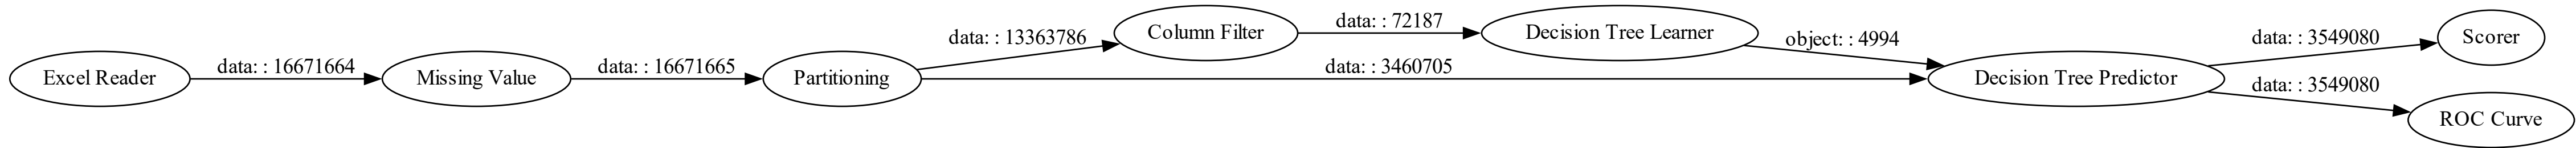 Excel Reader
data: : 16671664
Missing Value
data: : 16671665
Partitioning
data: : 13363786
Column Filter
data: : 72187
Decision Tree Learner
object: : 4994
data: : 3460705
Decision Tree Predictor
data: : 3549080
Scorer
data: : 3549080
ROC Curve